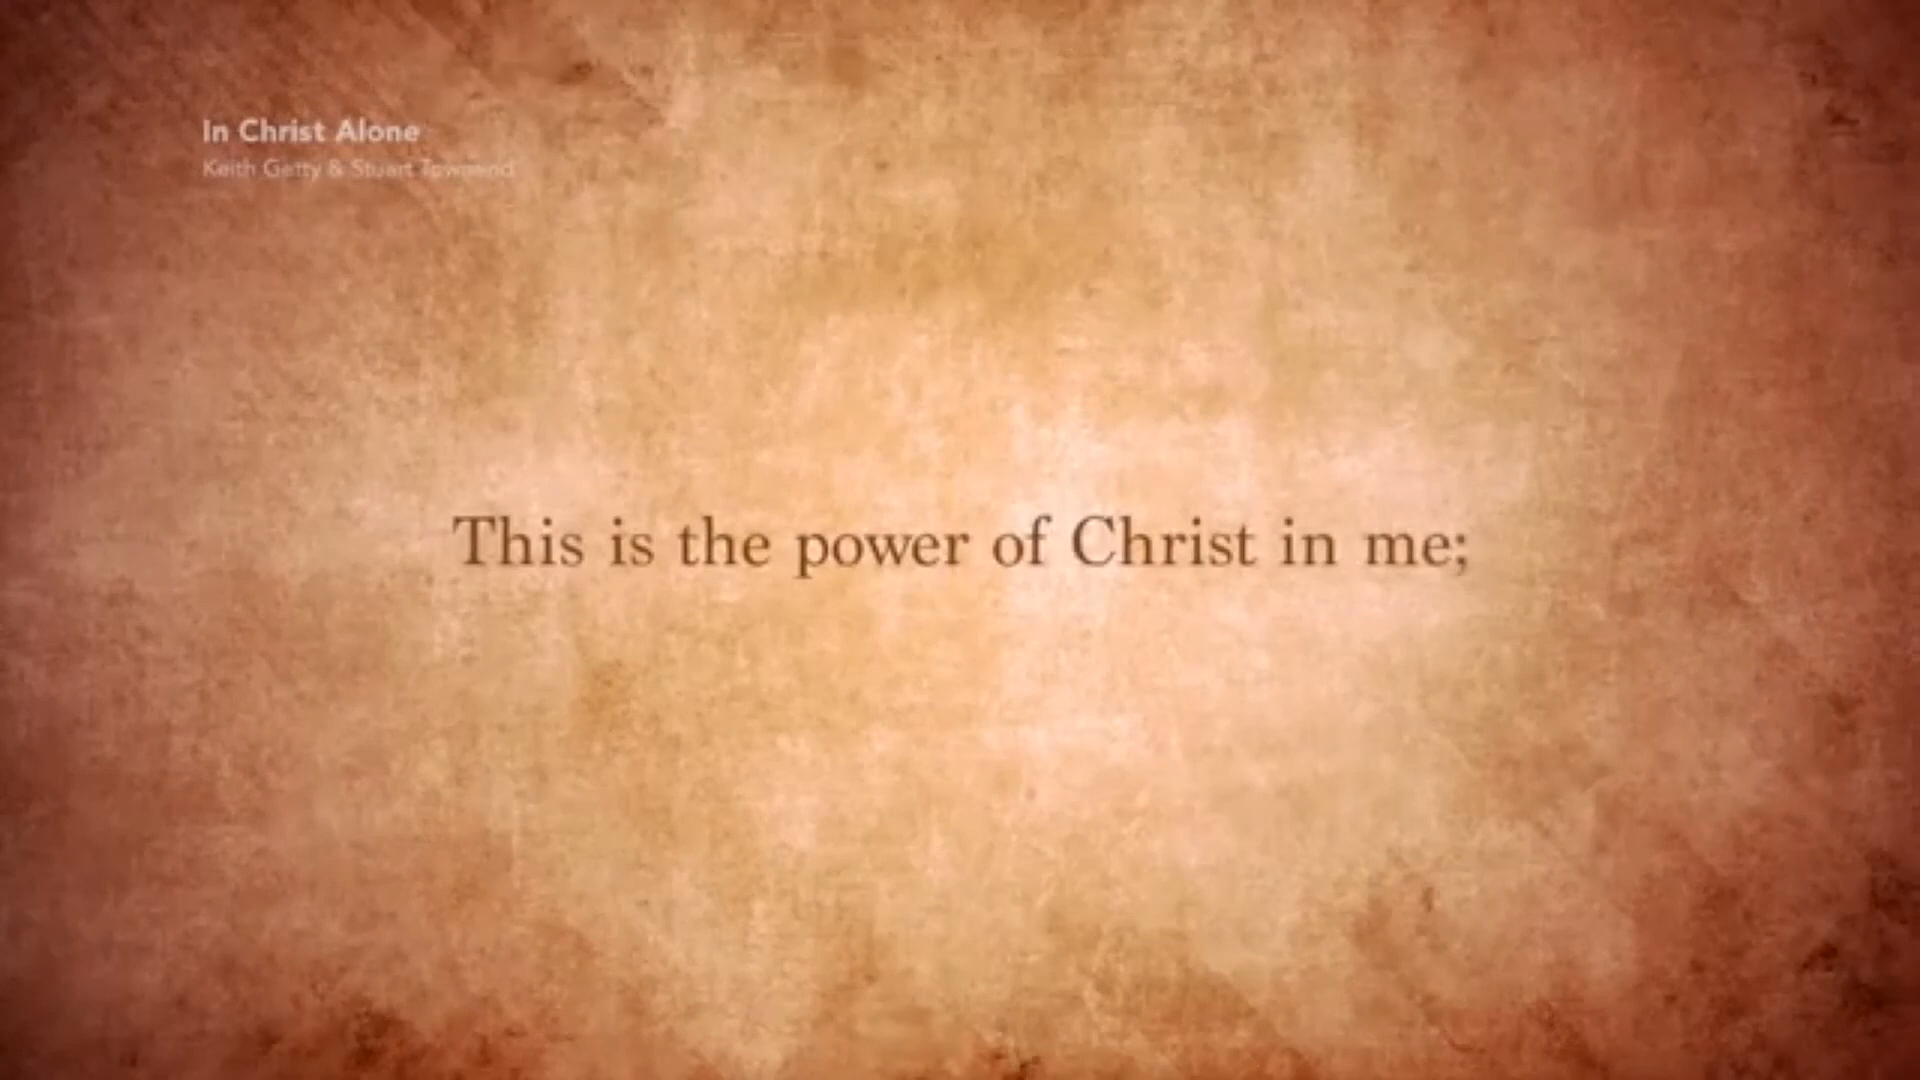 In Christ Alone
Keith Getty & Stuart Townend
This is the power of Christ in me;